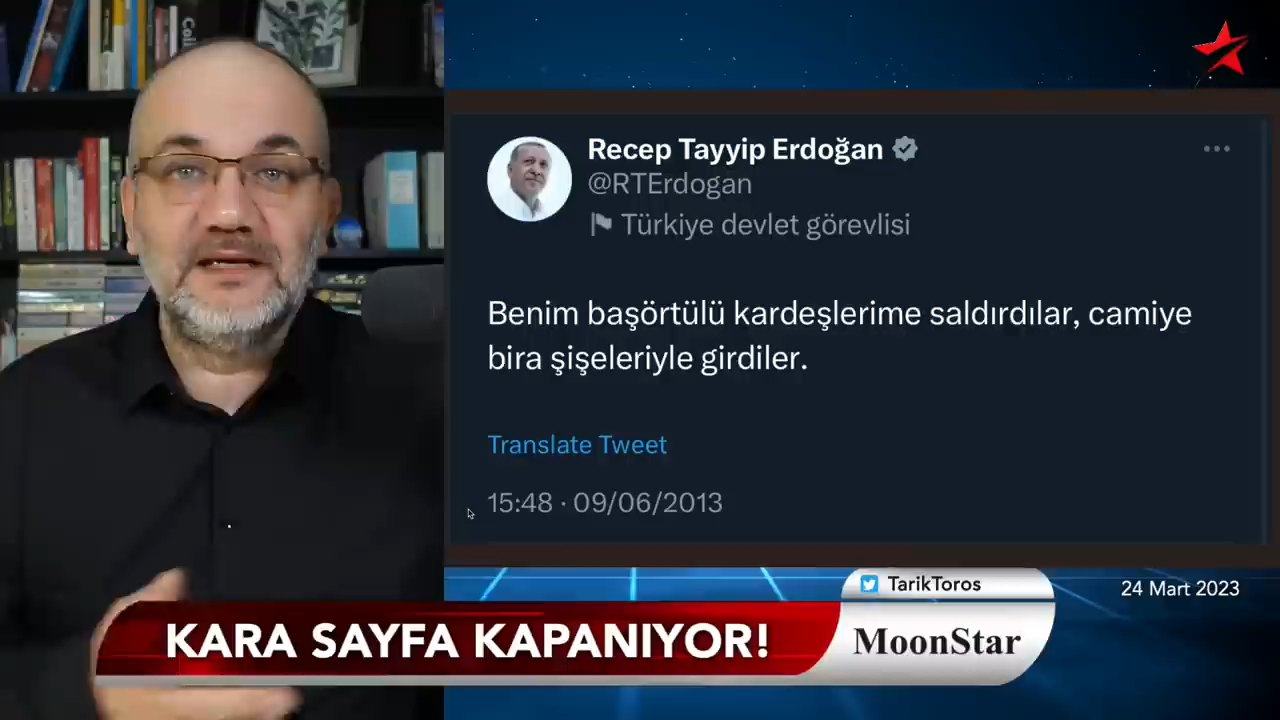 Coll
Recep Tayyip Erdoğan
@RTErdogan
Türkiye devlet görevlisi
Benim başörtülü kardeşlerime saldırdılar, camiye
bira şişeleriyle girdiler.
Translate Tweet
15:48 · 09/06/2013
TarikToros
24 Mart 2023
KARA SAYFA KAPANIYOR!
MoonStar